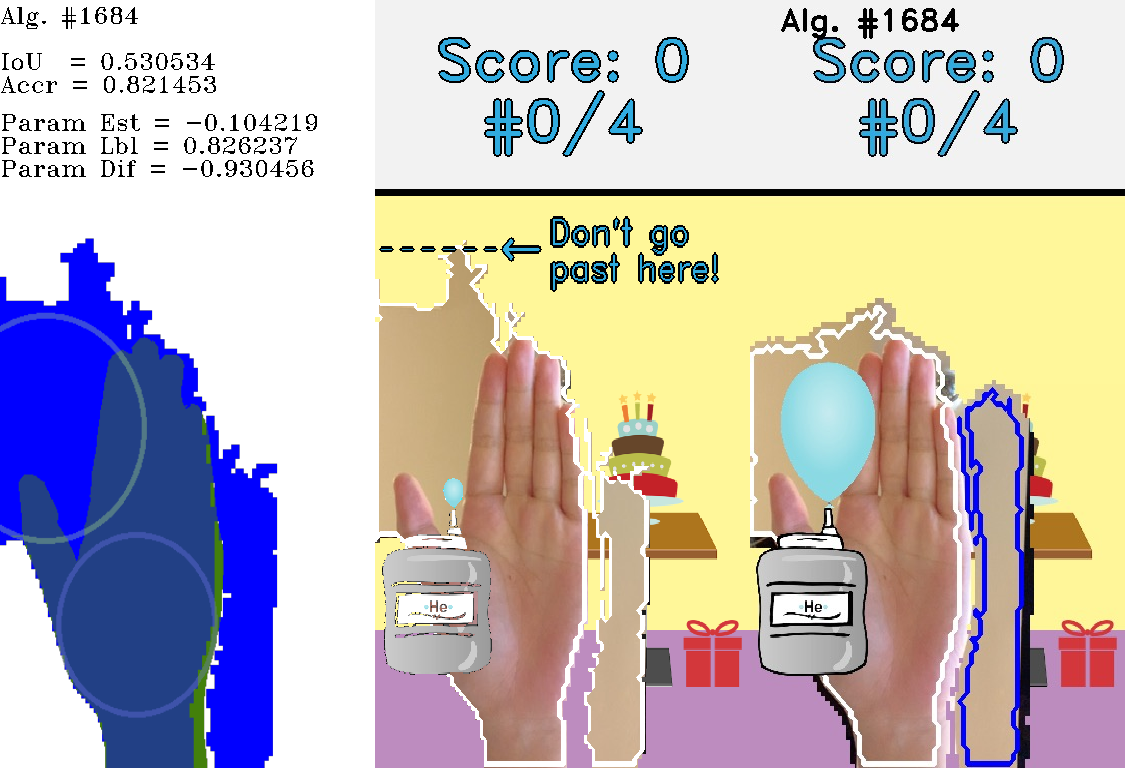 Alg. #1684
IoU = 0.530534
Accr = 0.821453
Param Est = -0.104219
Param Lbl = 0.826237
Param Dif = -0.930456
Score: 0
#0/4
Don't go
past here!
·He·
Alg. #1684
Score: 0
#0/4
·He·